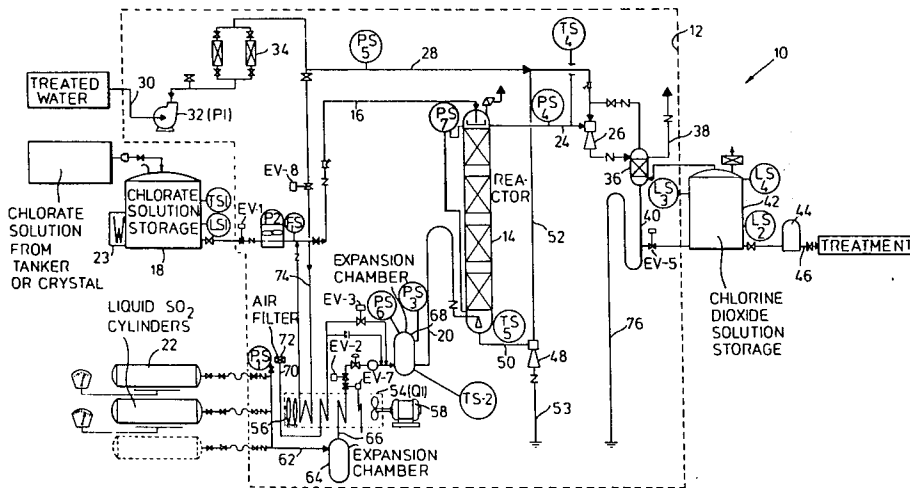 PS
5
28
TS
4
12
10
34
TREATED
WATER
30
32(PI)
16
PS
7
PS
4
24
26
38
EV-8
36
LS
3
LS
4
REA-
CTOR
CHLORATE
SOLUTION
STORAGE
TSI
LSI
EV-1
P2
FS
14
52
40
42
LS
2
44
TREATMENT
46
EV-5
CHLORATE
SOLUTION
FROM
TANKER
OR CRYSTAL
23
18
74
EXPANSION
CHAMBER
EV-3
PS
6
PS
3
68
20
CHLORINE
DIOXIDE
SOLUTION
STORAGE
LIQUID SO2
CYLINDERS
AIR
FILTER
72
EV-2
22
PS
1
70
EV-7
TS
5
50
48
76
TS-2
54(Q1)
56
58
53
66
62
64
EXPANSION
CHAMBER